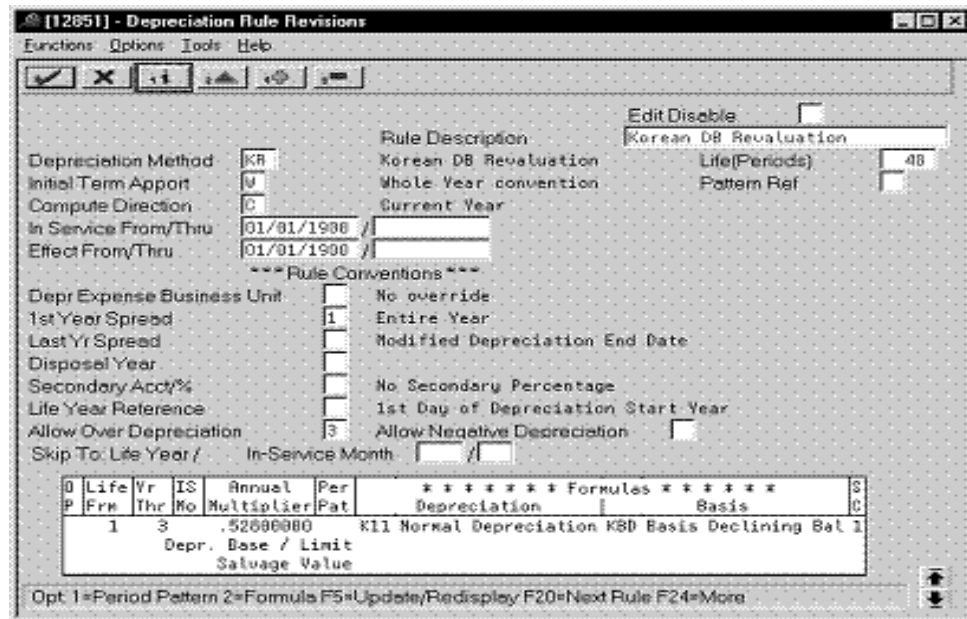 [12851] - Depreciation Rule Revisions
Functions Options Tools Help
Edit Disable
Rule Description Korean DB Revaluation
Depreciation Method KR Korean DB Revaluation Life(Periods) 48
Initial Term Apport W Whole Year convention Pattern Ref
Compute Direction C Current Year
In Service From/Thru 01/01/1900 /
Effect From/Thru 01/01/1900 /
***Rule Conventions***
Depr Expense Business Unit No override
1st Year Spread 1 Entire Year
Last Yr Spread Modified Depreciation End Date
Disposal Year
Secondary Acct/% No Secondary Percentage
Life Year Reference 1st Day of Depreciation Start Year
Allow Over Depreciation 3 Allow Negative Depreciation
Skip To: Life Year / In-Service Month /
O Life Yr IS Annual Per * * * * * * * Formulas * * * * * * S
P Frm Thr Mo Multiplier Pat Depreciation Basis C
1 3 .52800000 K11 Normal Depreciation KBD Basis Declining Bal 1
Depr. Base / Limit
Salvage Value
Opt: 1=Period Pattern 2=Formula F5=Update/Redisplay F20=Next Rule F24=More